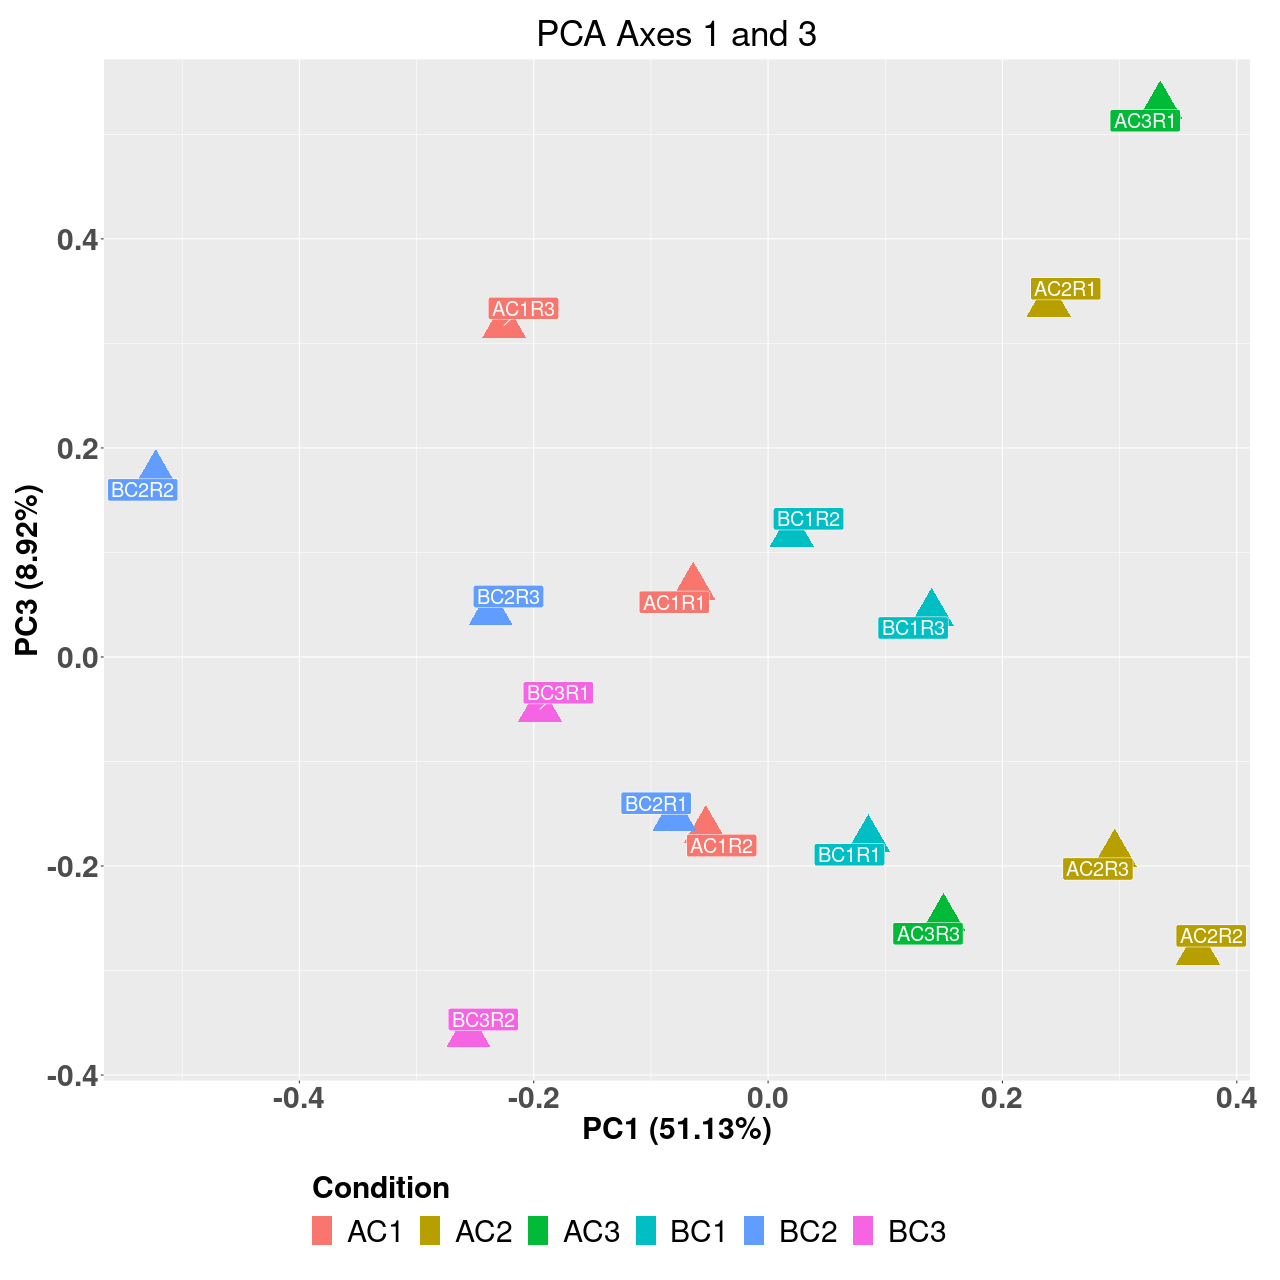 PCA Axes 1 and 3
AC3R1
0.4
AC2R1
AC1R3
0.2
BC2R2
BC1R2
BC2R3
AC1R1
BC1R3
PC3 (8.92%)
0.0
BC3R1
BC2R1
AC1R2
BC1R1
-0.2
AC2R3
AC3R3
AC2R2
BC3R2
-0.4
-0.4 -0.2 0.0 0.2 0.4
PC1 (51.13%)
Condition
AC1 AC2 AC3 BC1 BC2 BC3